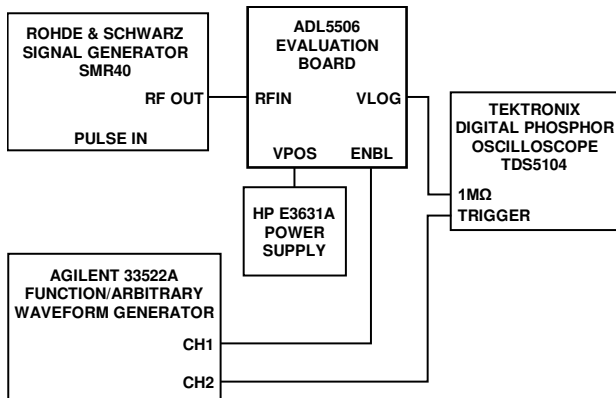 ROHDE & SCHWARZ
SIGNAL GENERATOR
SMR40
RF OUT
PULSE IN
ADL5506
EVALUATION
BOARD
RFIN
VLOG
VPOS
ENBL
TEKTRONIX
DIGITAL PHOSPHOR
OSCILLOSCOPE
TDS5104
1MΩ
TRIGGER
HP E3631A
POWER
SUPPLY
AGILENT 33522A
FUNCTION/ARBITRARY
WAVEFORM GENERATOR
CH1
CH2